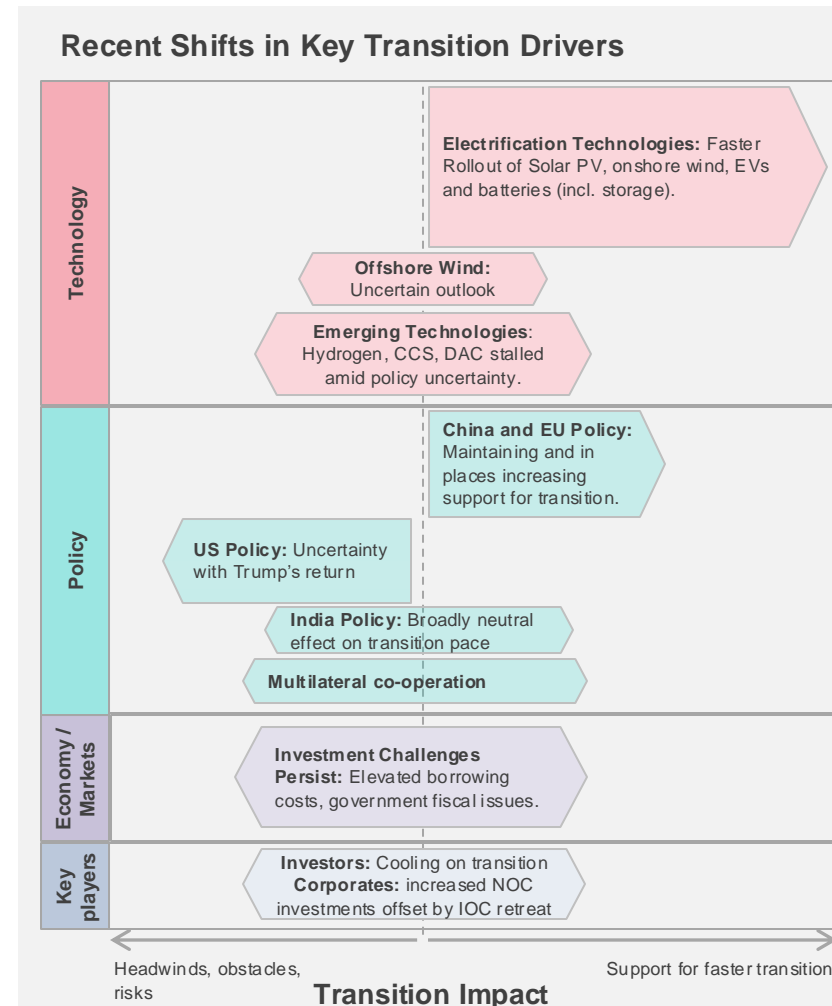 Recent Shifts in Key Transition Drivers
Technology
Electrification Technologies: Faster
Rollout of Solar PV, onshore wind, EVs
and batteries (incl. storage).
Offshore Wind:
Uncertain outlook
Emerging Technologies:
Hydrogen, CCS, DAC stalled
amid policy uncertainty.
Policy
China and EU Policy:
Maintaining and in
places increasing
support for transition.
US Policy: Uncertainty
with Trump's return
India Policy: Broadly neutral
effect on transition pace
Multilateral co-operation
Economy /
Markets
Investment Challenges
Persist: Elevated borrowing
costs, government fiscal issues.
Key
players
Investors: Cooling on transition
Corporates: increased NOC
investments offset by IOC retreat
Headwinds, obstacles,
risks
Support for faster transition
Transition Impact